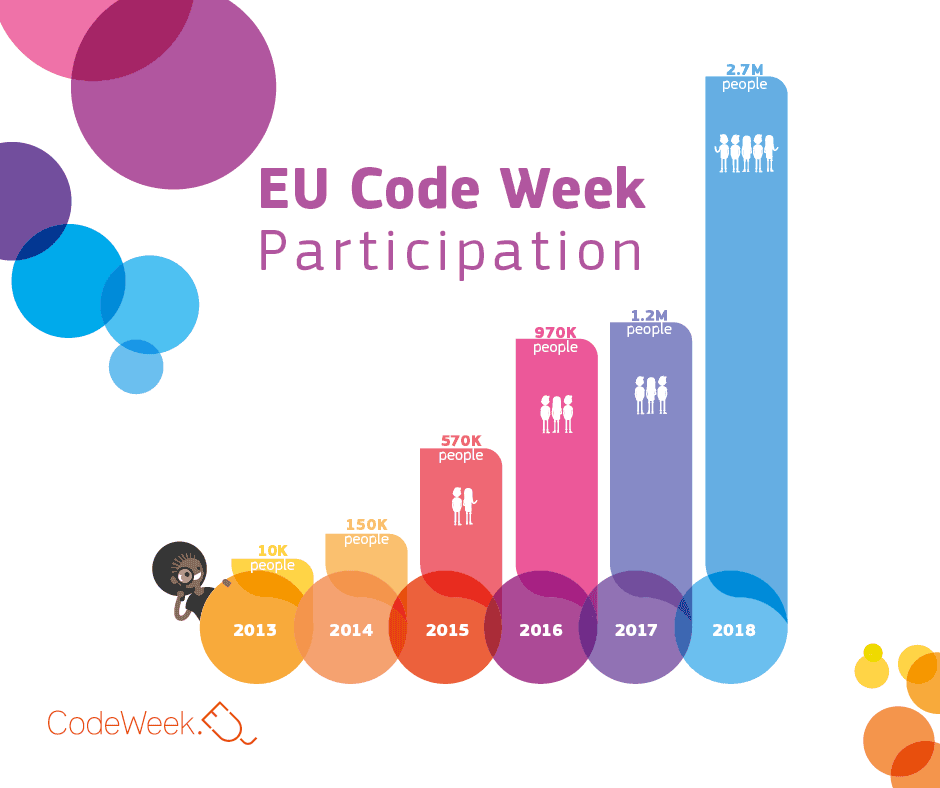 EU Code Week
Participation
10K
people
150K
people
570K
people
970K
people
1.2M
people
2.7M
people
2013
2014
2015
2016
2017
2018
CodeWeek.EU